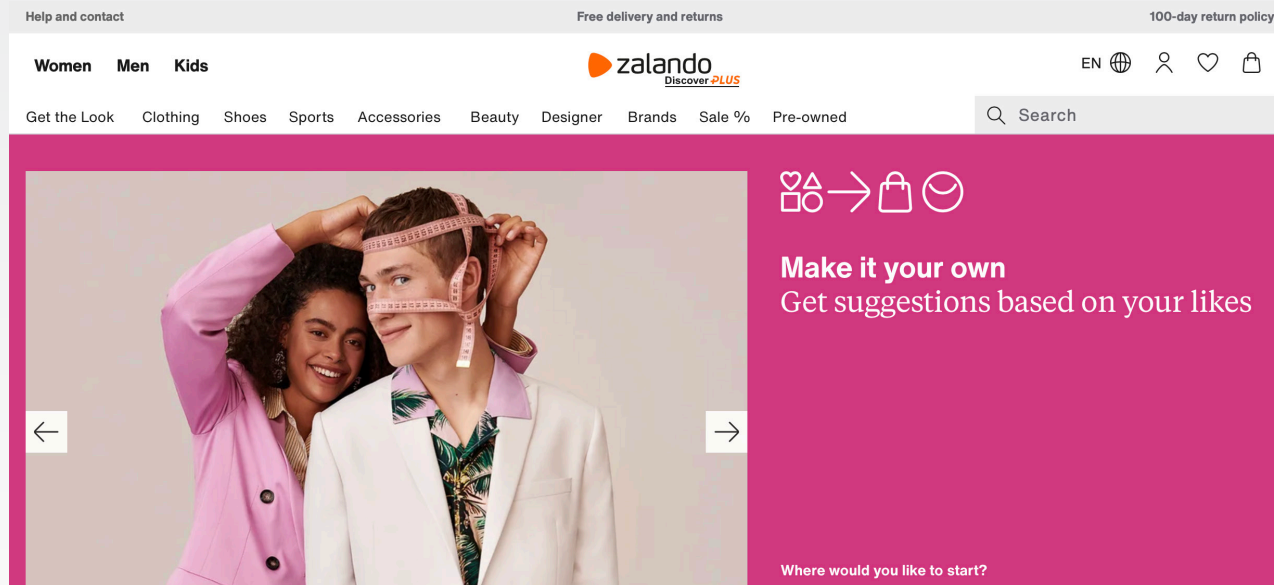 Help and contact
Free delivery and returns
100-day return policy
Women Men Kids
zalando
Discover PLUS
EN
Get the Look Clothing Shoes Sports Accessories Beauty Designer Brands Sale % Pre-owned
Search
Make it your own
Get suggestions based on your likes
Where would you like to start?